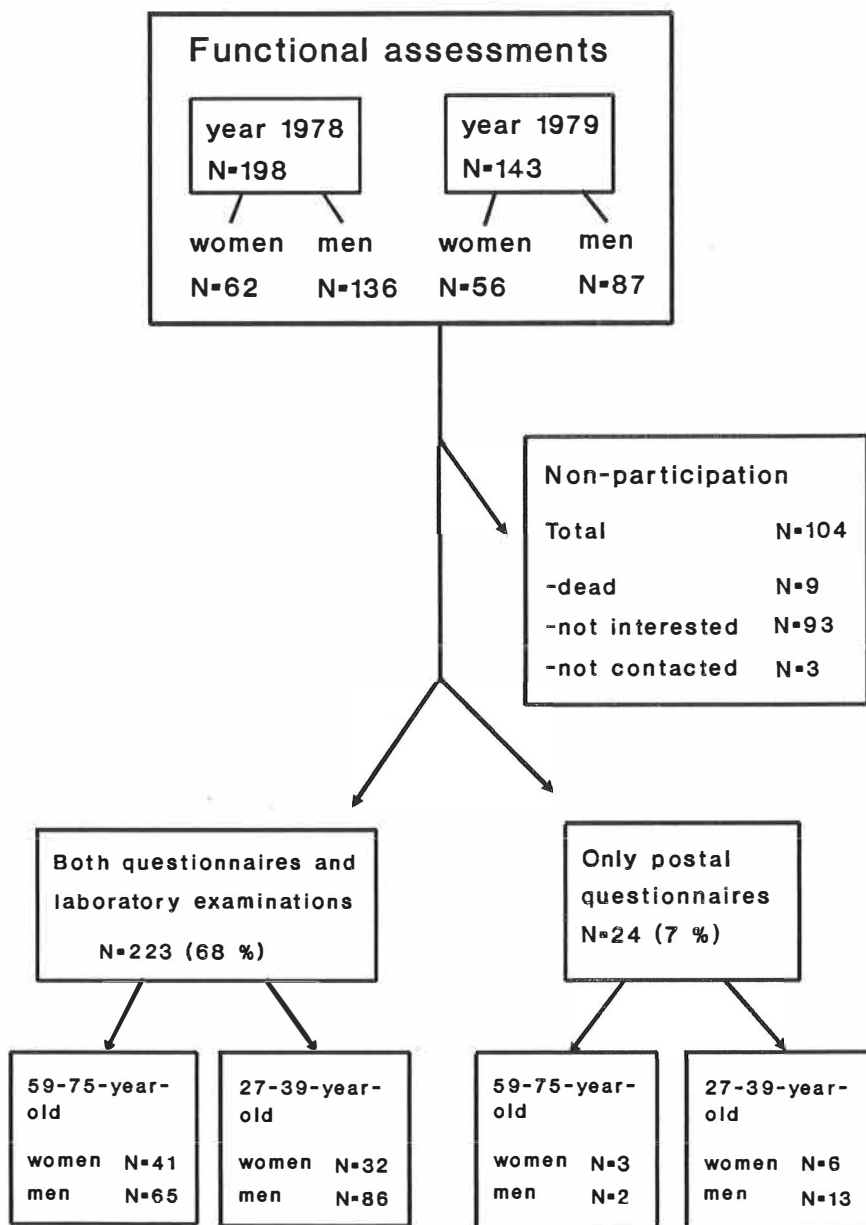 Functional assessments
year 1978
N=198
year 1979
N=143
women men women men
N=62 N=136 N=56 N=87
Non-participation
Total N=104
-dead N=9
-not interested N=93
-not contacted N=3
Both questionnaires and
laboratory examinations
N=223 (68 %)
Only postal
questionnaires
N=24 (7 %)
59-75-year-
old
women N=41
men N=65
27-39-year-
old
women N=32
men N=86
59-75-year-
old
women N=3
men N=2
27-39-year-
old
women N=6
men N=13